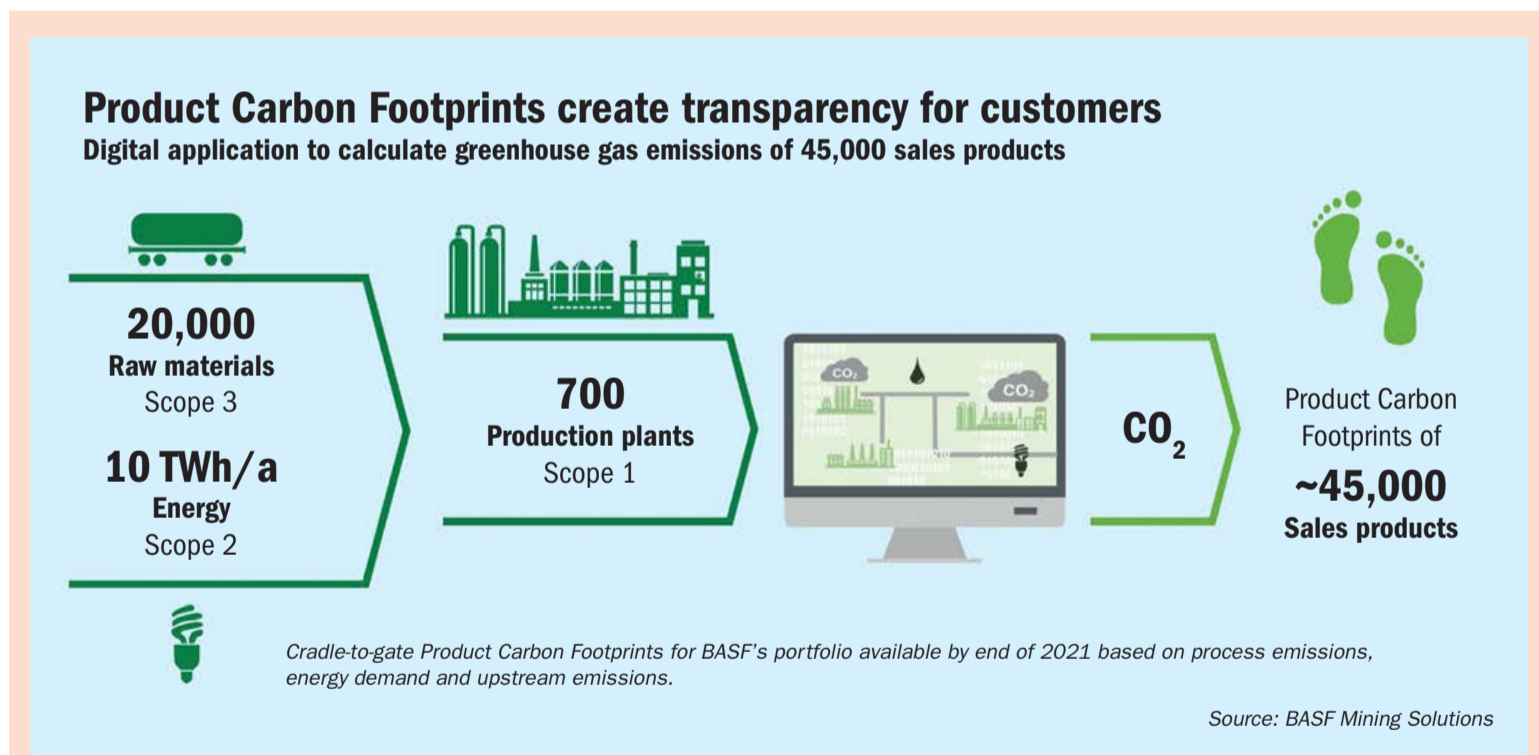 Product Carbon Footprints create transparency for customers
Digital application to calculate greenhouse gas emissions of 45,000 sales products
20,000
Raw materials
Scope 3
10 TWh/a
Energy
Scope 2
700
Production plants
Scope 1
CO₂
CO₂
CO₂
Product Carbon
Footprints of
~45,000
Sales products
Cradle-to-gate Product Carbon Footprints for BASF's portfolio available by end of 2021 based on process emissions,
energy demand and upstream emissions.
Source: BASF Mining Solutions